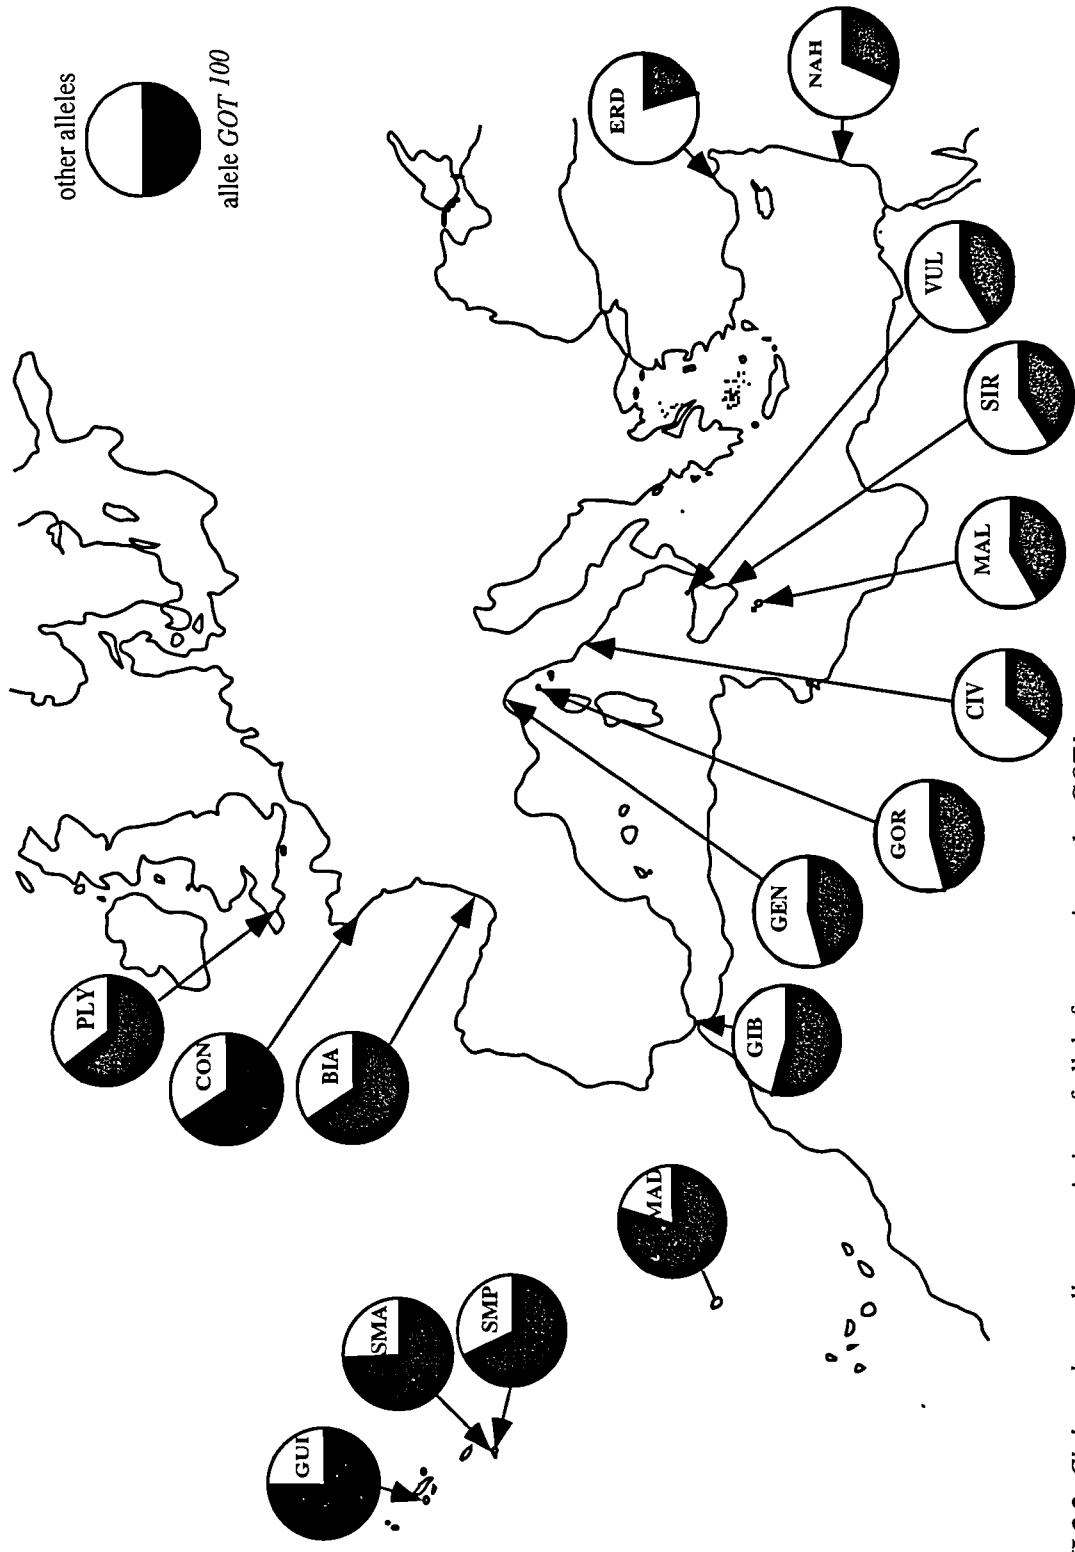 other alleles
allele GOT 100
ERD
NAH
VUL
SIR
MAL
CIV
GOR
GEN
GIB
PLY
CON
BIA
MAD
SMA
SMP
GUI